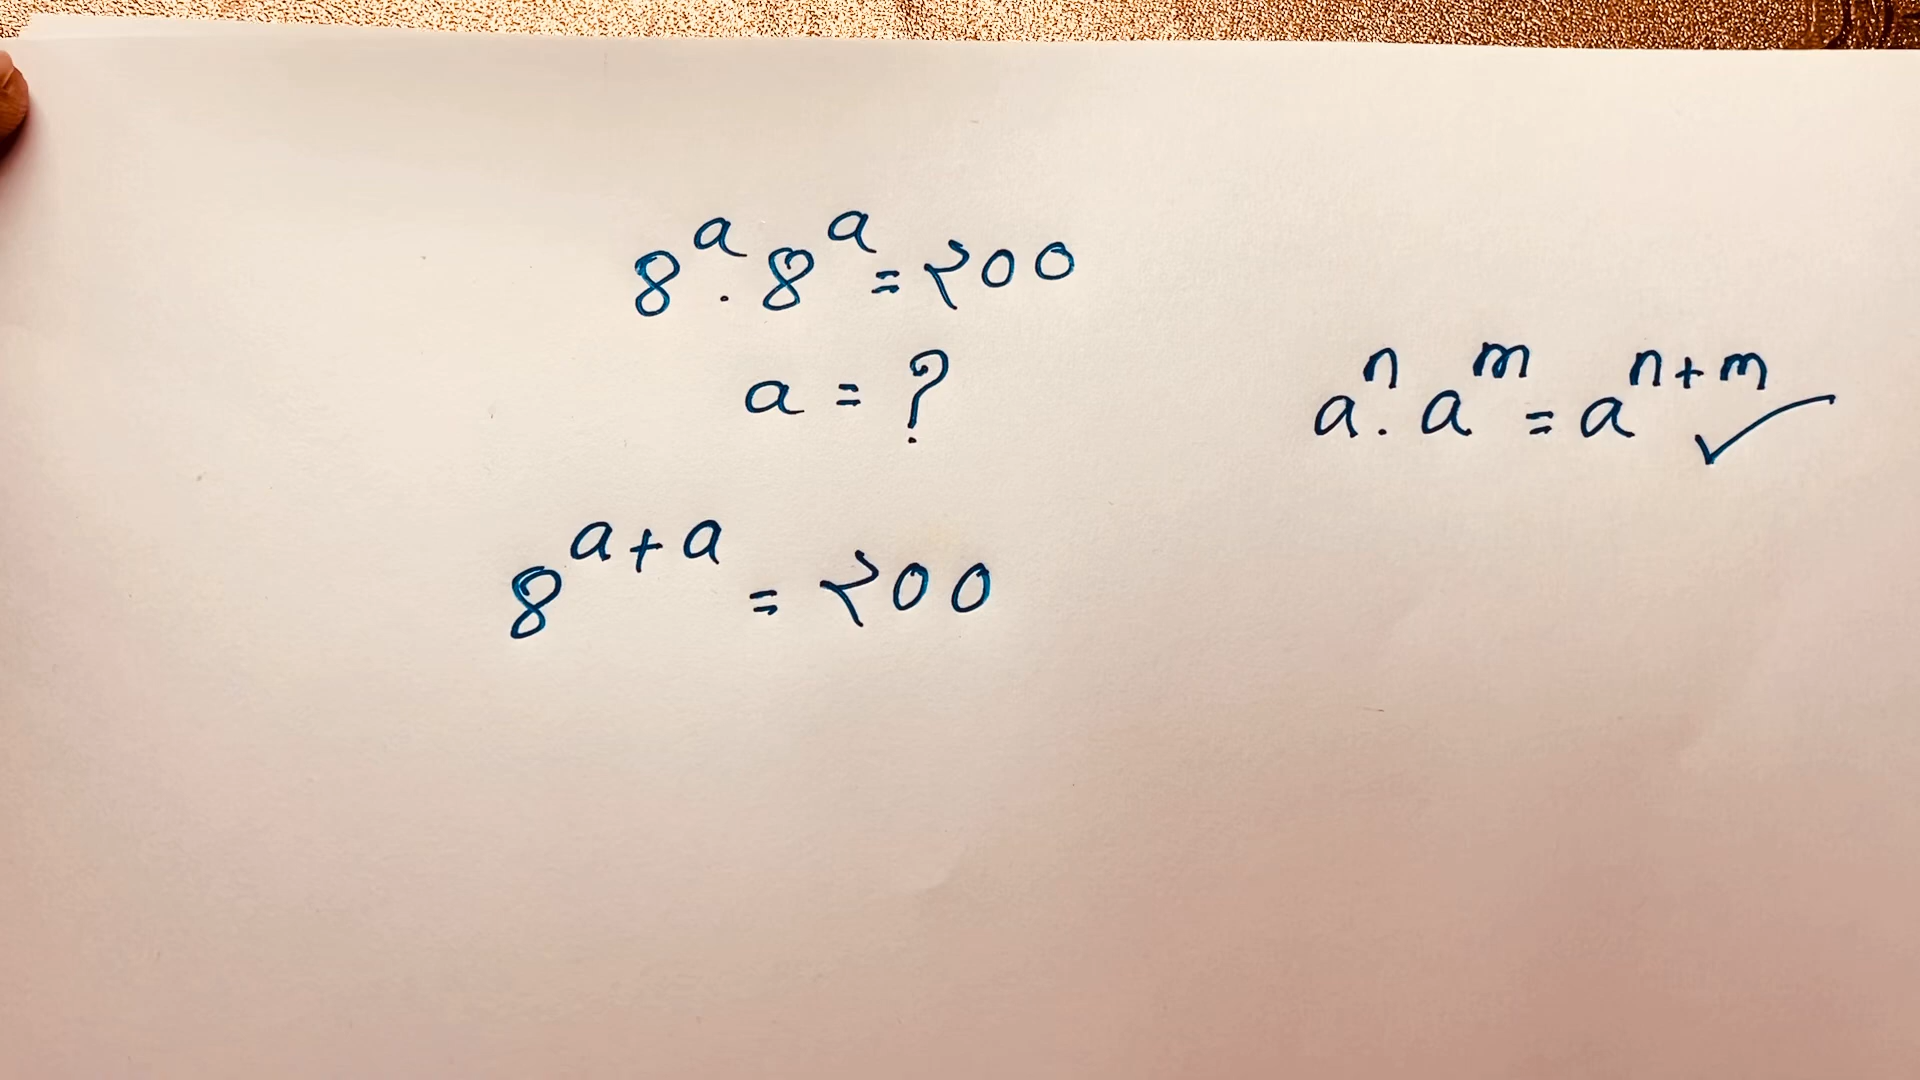 8^a . 8^a = 200
a = ?
a^n . a^m = a^{n+m} ✓
8^{a+a} = 200